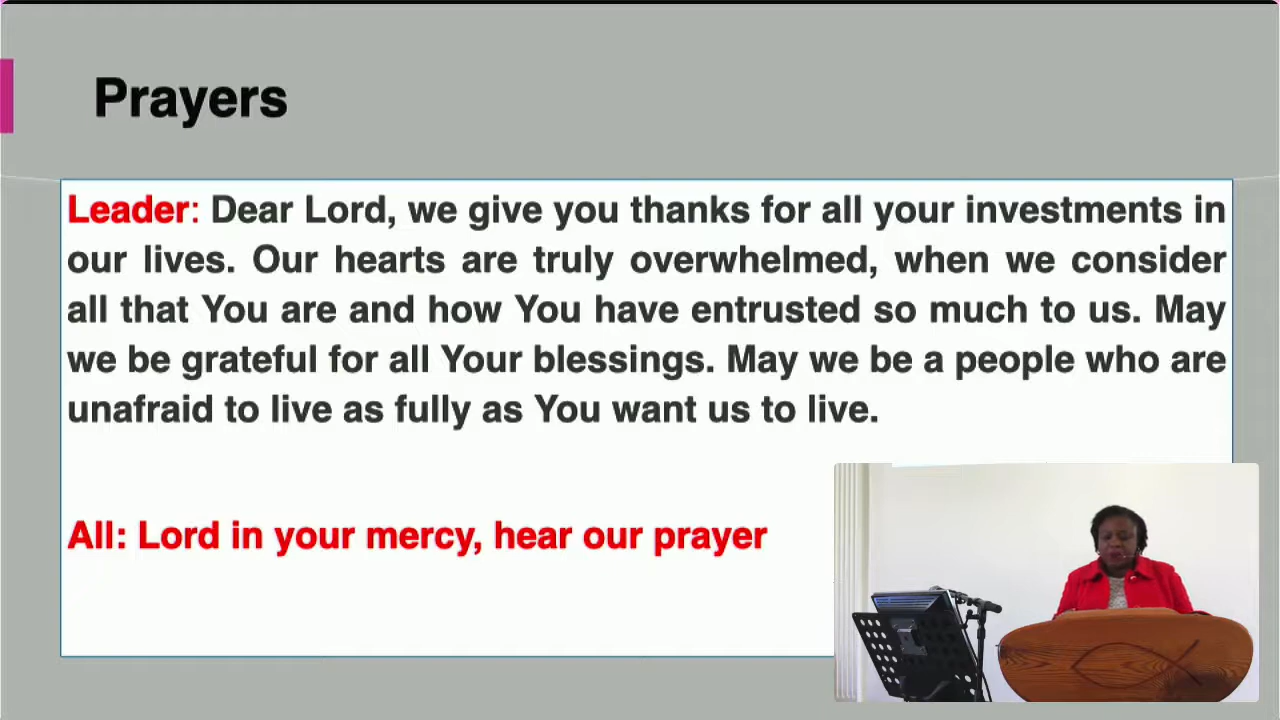 Prayers
Leader: Dear Lord, we give you thanks for all your investments in
our lives. Our hearts are truly overwhelmed, when we consider
all that You are and how You have entrusted so much to us. May
we be grateful for all Your blessings. May we be a people who are
unafraid to live as fully as You want us to live.
All: Lord in your mercy, hear our prayer